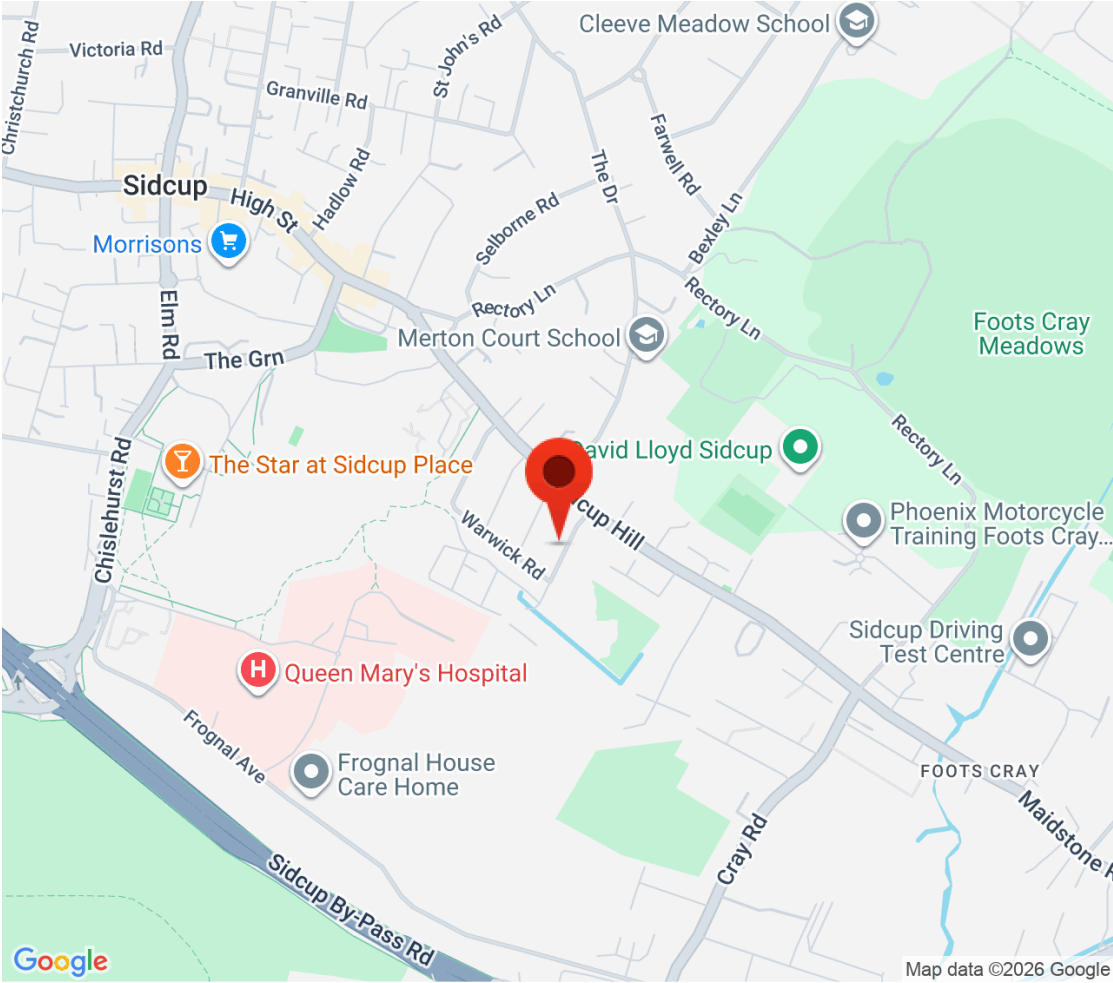 Cleeve Meadow School
St John's Rd
Victoria Rd
Christchurch Rd
Granville Rd
Farwell Rd
Hadlow Rd
The Dr
Sidcup
High St
Selborne Rd
Bexley Ln
Morrisons
Rectory Ln
Rectory Ln
Elm Rd
Merton Court School
Foots Cray
Meadows
The Grn
Rectory Ln
Chislehurst Rd
The Star at Sidcup Place
David Lloyd Sidcup
Sidcup Hill
Phoenix Motorcycle
Training Foots Cray...
Warwick Rd
Sidcup Driving
Test Centre
H
Queen Mary's Hospital
Frognal Ave
Frognal House
Care Home
FOOTS CRAY
Maidstone R
Cray Rd
Sidcup By-Pass Rd
Google
Map data ©2026 Google